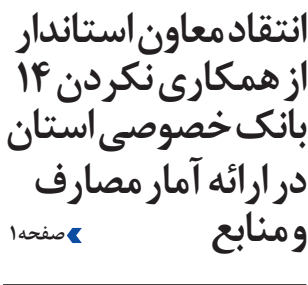 انتقاد معاون استاندار
از همکاری نکردن ۱۴
بانک خصوصی استان
در ارائه آمار مصارف
و منابع صفحه۱